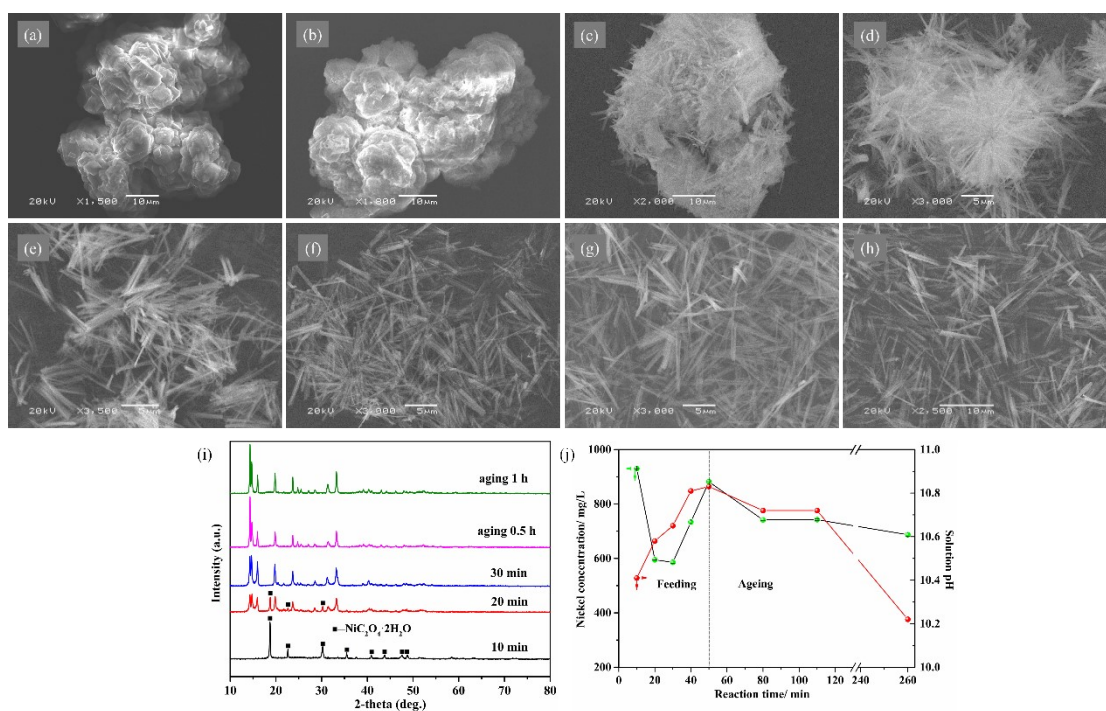 (a)
(b)
(c)
(d)
20kV X1,500 10μm
20kV X1,800 10μm
20kV X2,000 10μm
20kV X3,000 5μm
(e)
(f)
(g)
(h)
20kV X3,500 5μm
20kV X3,000 5μm
20kV X3,000 5μm
20kV X2,500 10μm
(i)
aging 1 h
aging 0.5 h
30 min
20 min
■—NiC₂O₄·2H₂O
10 min
Intensity (a.u.)
10 20 30 40 50 60 70 80
2-theta (deg.)
(j)
1000
900
800
700
600
500
400
300
200
Nickel concentration/ mg/L
Feeding
Ageing
11.0
10.8
10.6
10.4
10.2
10.0
Solution pH
0 20 40 60 80 100 120 240 260
Reaction time/ min